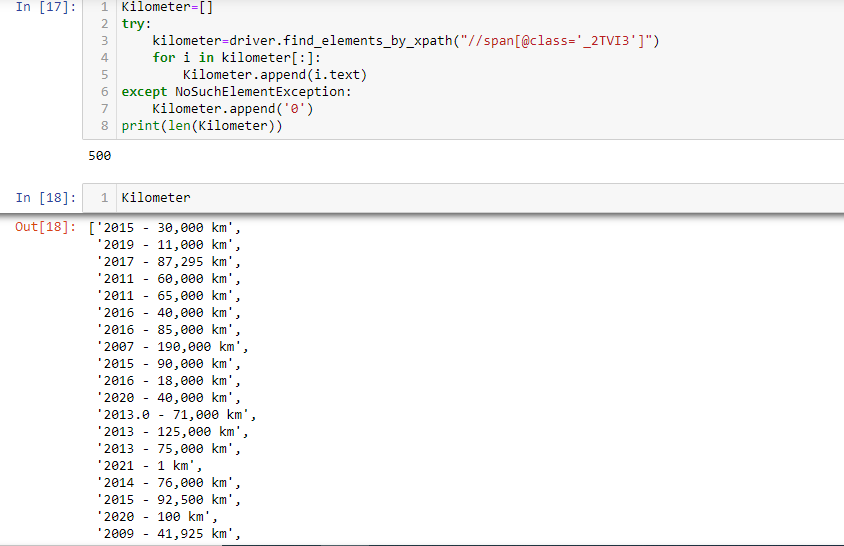 In [17]: 1 Kilometer=[]
2 try:
3     kilometer=driver.find_elements_by_xpath("//span[@class='_2TVI3']")
4     for i in kilometer[:]:
5         Kilometer.append(i.text)
6 except NoSuchElementException:
7     Kilometer.append('0')
8 print(len(Kilometer))
500
In [18]: 1 Kilometer
Out[18]: ['2015 - 30,000 km',
'2019 - 11,000 km',
'2017 - 87,295 km',
'2011 - 60,000 km',
'2011 - 65,000 km',
'2016 - 40,000 km',
'2016 - 85,000 km',
'2007 - 190,000 km',
'2015 - 90,000 km',
'2016 - 18,000 km',
'2020 - 40,000 km',
'2013.0 - 71,000 km',
'2013 - 125,000 km',
'2013 - 75,000 km',
'2021 - 1 km',
'2014 - 76,000 km',
'2015 - 92,500 km',
'2020 - 100 km',
'2009 - 41,925 km',